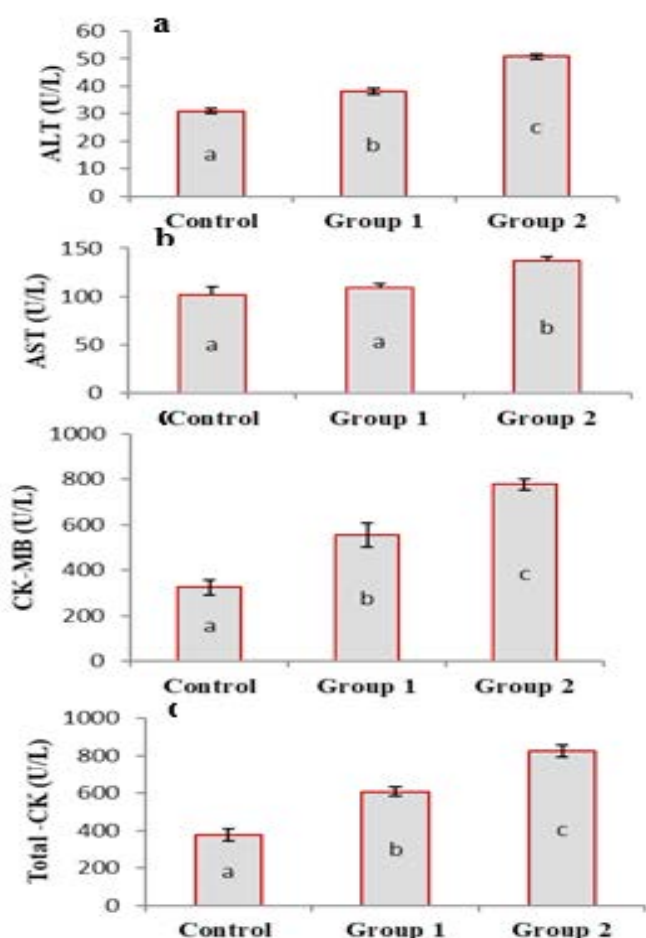 a
ALT (U/L)
60
50
40
30
20
10
0
a
b
c
Control Group 1 Group 2
b
AST (U/L)
150
100
50
0
a
a
b
Control Group 1 Group 2
CK-MB (U/L)
1000
800
600
400
200
0
a
b
c
Control Group 1 Group 2
Total -CK (U/L)
1000
800
600
400
200
0
a
b
c
Control Group 1 Group 2